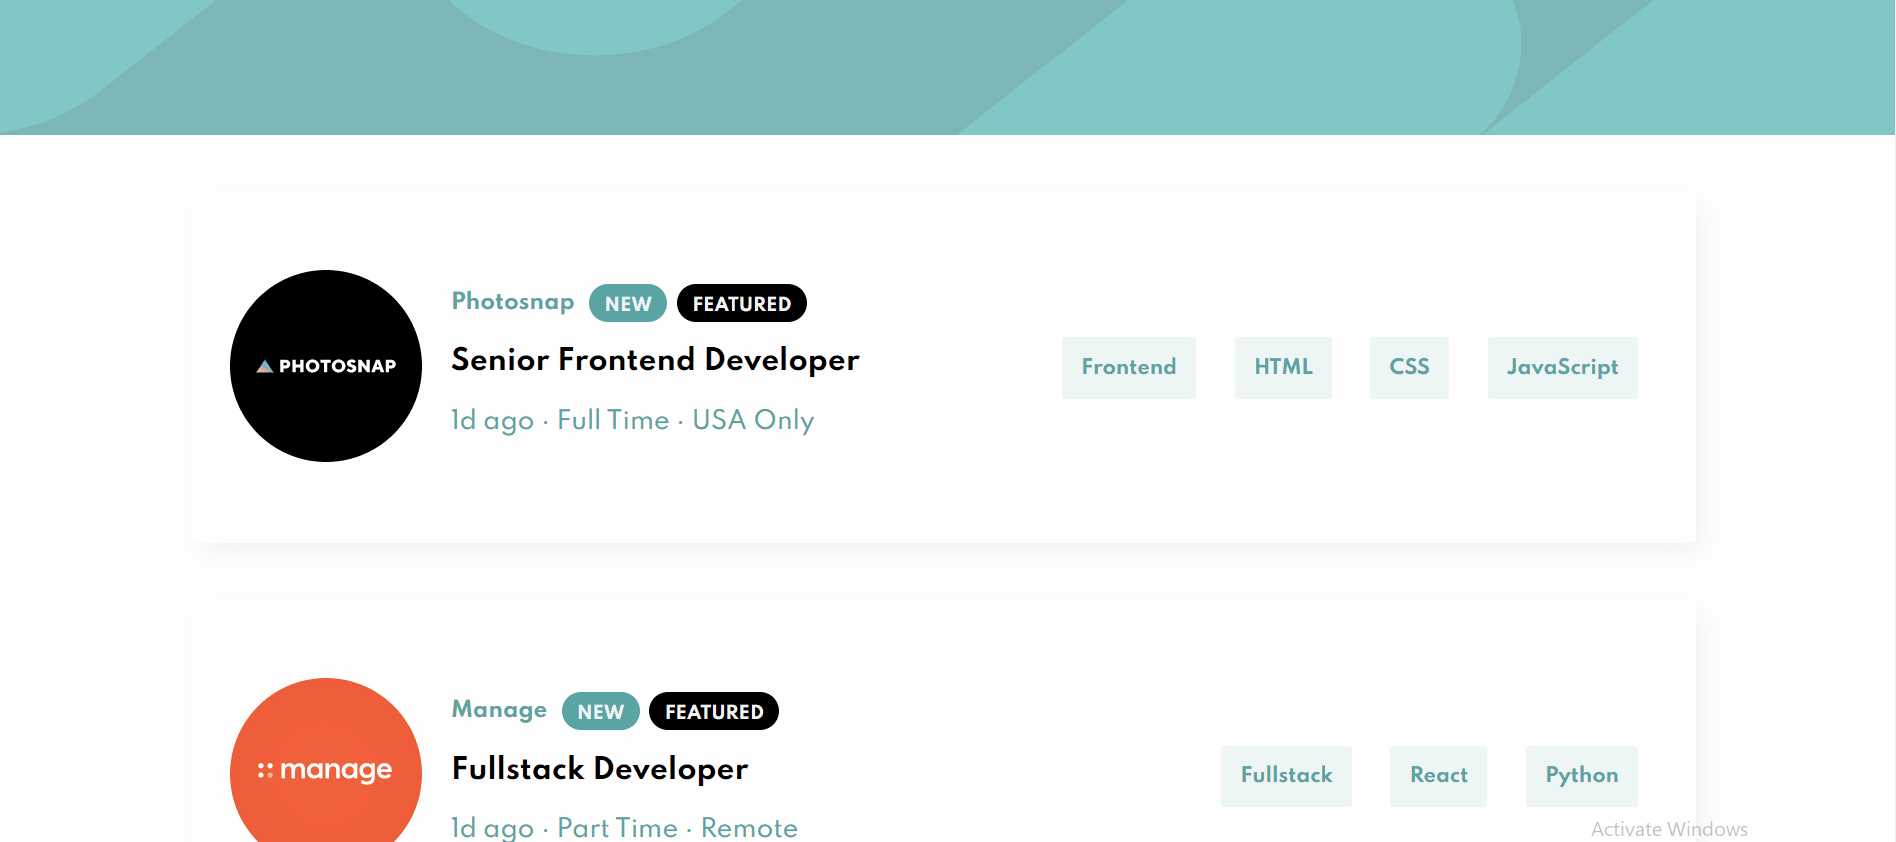 Photosnap NEW FEATURED
PHOTOSNAP
Senior Frontend Developer
1d ago · Full Time · USA Only
Frontend HTML CSS JavaScript
Manage NEW FEATURED
manage
Fullstack Developer
1d ago · Part Time · Remote
Fullstack React Python
Activate Windows